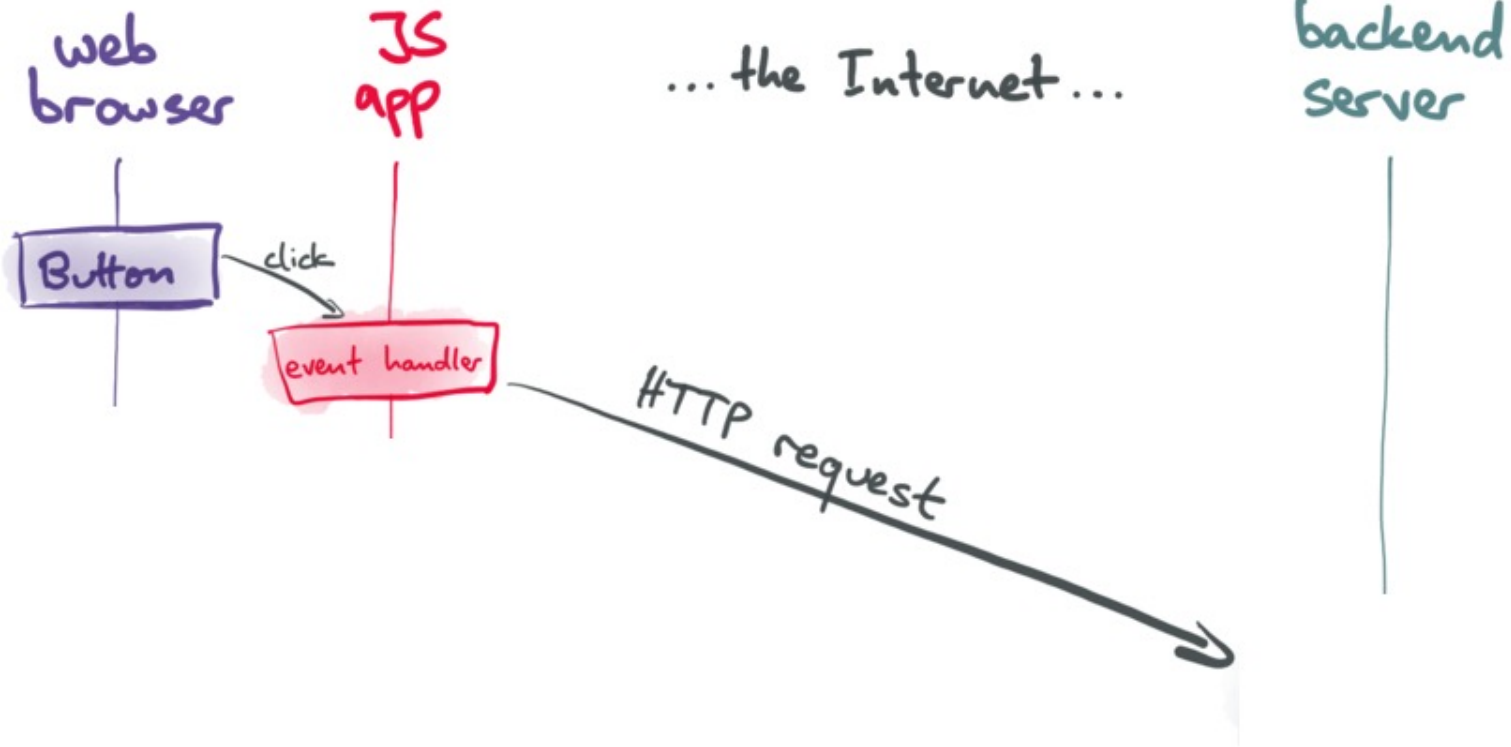 web
browser
JS
app
...the Internet...
backend
server
Button
click
event handler
HTTP request